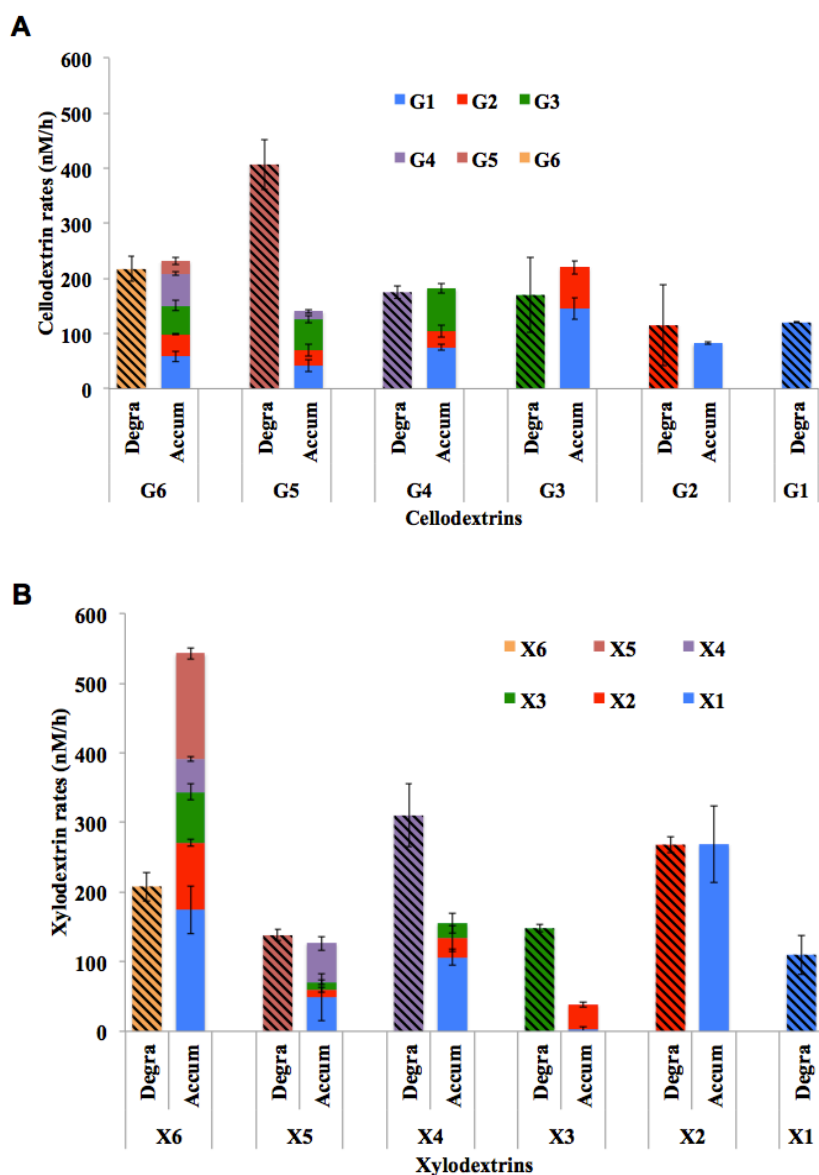 A
600
500
400
300
200
100
0
Cellodextrin rates (nM/h)
G1 G2 G3
G4 G5 G6
Degra Accum Degra Accum Degra Accum Degra Accum Degra Accum Degra
G6 G5 G4 G3 G2 G1
Cellodextrins
B
600
500
400
300
200
100
0
Xylodextrin rates (nM/h)
X6 X5 X4
X3 X2 X1
Degra Accum Degra Accum Degra Accum Degra Accum Degra Accum Degra
X6 X5 X4 X3 X2 X1
Xylodextrins